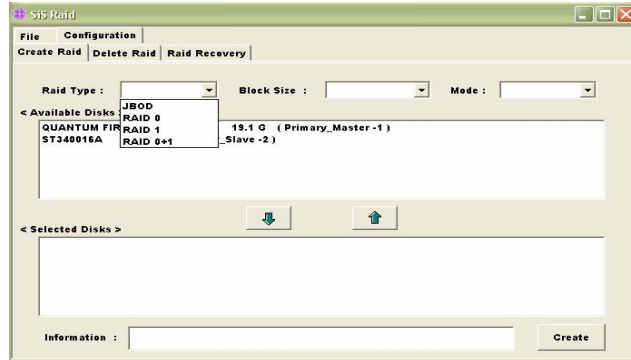 SiS Raid
File Configuration
Create Raid Delete Raid Raid Recovery
Raid Type : Block Size : Mode :
JBOD
RAID 0
RAID 1
RAID 0+1
< Available Disks
QUANTUM FIR 19.1 G ( Primary_Master -1 )
ST340016A _Slave -2 )
< Selected Disks >
Information :
Create